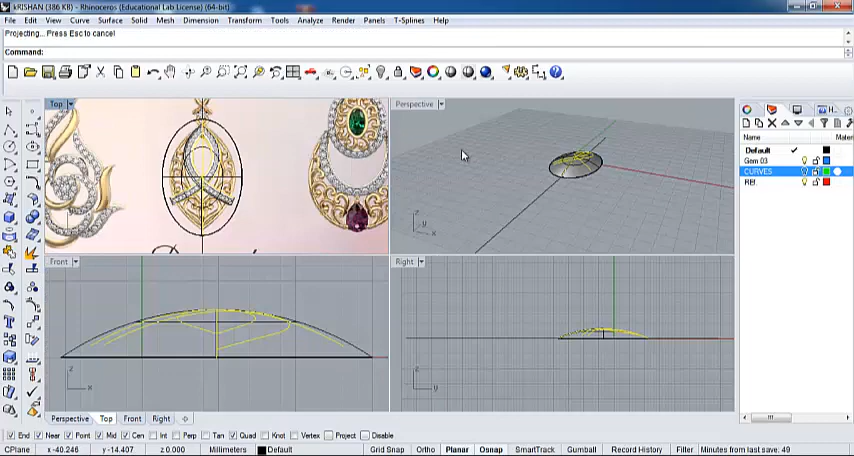 kRISHAN (386 KB) - Rhinoceros (Educational Lab License) (64-bit)
File Edit View Curve Surface Solid Mesh Dimension Transform Tools Analyze Render Panels T-Splines Help
Projecting... Press Esc to cancel
Command:
Top
Perspective
Name Mater
Default
Gem 03
CURVES
z
y
x
Front
Right
z
x
z
y
Perspective Top Front Right
End Near Point Mid Cen Int Perp Tan Quad Knot Vertex Project Disable
CPlane x -40.246 y -14.407 z 0.000 Millimeters Default Grid Snap Ortho Planar Osnap SmartTrack Gumball Record History Filter Minutes from last save: 49